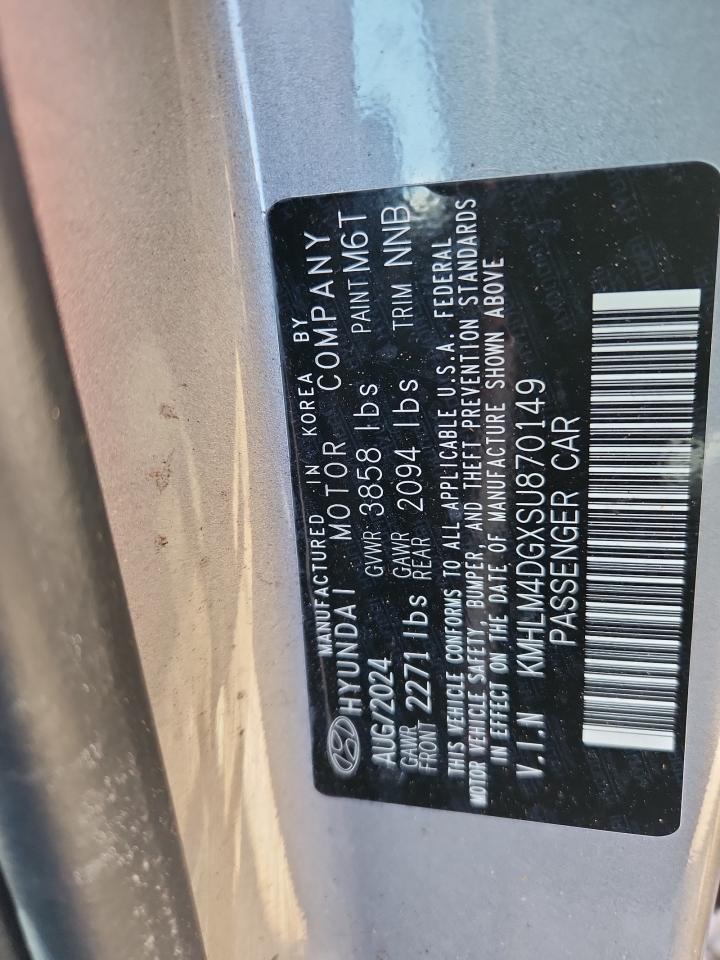 MANUFACTURED IN KOREA BY
HYUNDAI MOTOR COMPANY
AUG/2024 GVWR 3858 lbs PAINT M6T
GAWR FRONT 2271 lbs GAWR REAR 2094 lbs TRIM NNB
THIS VEHICLE CONFORMS TO ALL APPLICABLE U.S.A. FEDERAL
MOTOR VEHICLE SAFETY, BUMPER, AND THEFT PREVENTION STANDARDS
IN EFFECT ON THE DATE OF MANUFACTURE SHOWN ABOVE
V.I.N KMHLM4DGXSU870149
PASSENGER CAR